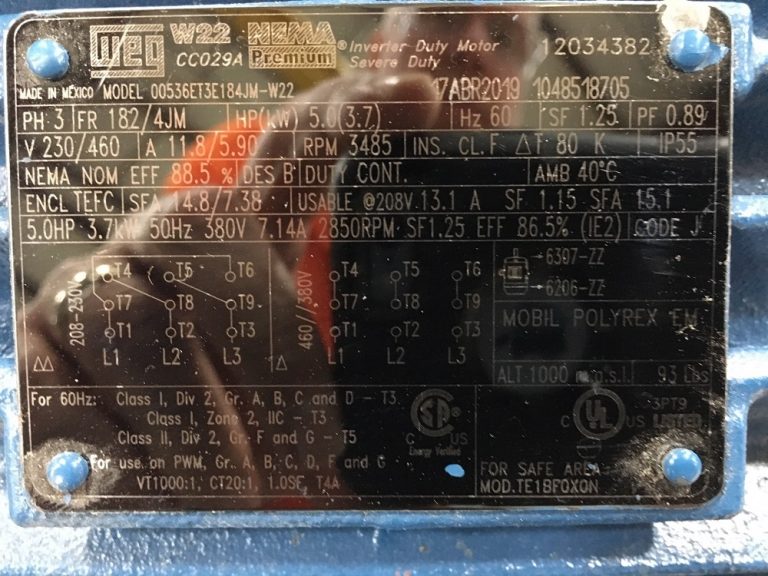 WEG W22 NEMA Premium ® Inverter Duty Motor 12034382
CC029A Severe Duty
MADE IN MEXICO MODEL 00536ET3E184JM-W22 17ABR2019 1048518705
PH 3 FR 182/4JM HP(kW) 5.0(3.7) Hz 60 SF 1.25 PF 0.89
V 230/460 A 11.8/5.90 RPM 3485 INS. CL. F Δ T 80 K IP55
NEMA NOM EFF 88.5 % DES B DUTY CONT. AMB 40°C
ENCL TEFC SFA 14.8/7.38 USABLE @208V 13.1 A SF 1.15 SFA 15.1
5.0HP 3.7kW 50Hz 380V 7.14A 2850RPM SF1.25 EFF 86.5% (IE2) CODE J
208-230V T4 T5 T6 460//380V T4 T5 T6 6307-ZZ
T7 T8 T9 T7 T8 T9 6206-ZZ
T1 T2 T3 T1 T2 T3 MOBIL POLYREX EM
ΔΔ L1 L2 L3 Δ L1 L2 L3
ALT 1000 m.a.s.l. 93 Lbs
For 60Hz: Class I, Div 2, Gr. A, B, C and D - T3
Class I, Zone 2, IIC - T3
Class II, Div 2, Gr. F and G - T5
For use on PWM, Gr. A, B, C, D, F and G
VT1000:1, CT20:1, 1.0SF, T4A
C US
Energy Verified
C UL US 3PT9
LISTED
FOR SAFE AREA
MOD.TE1BF0X0N